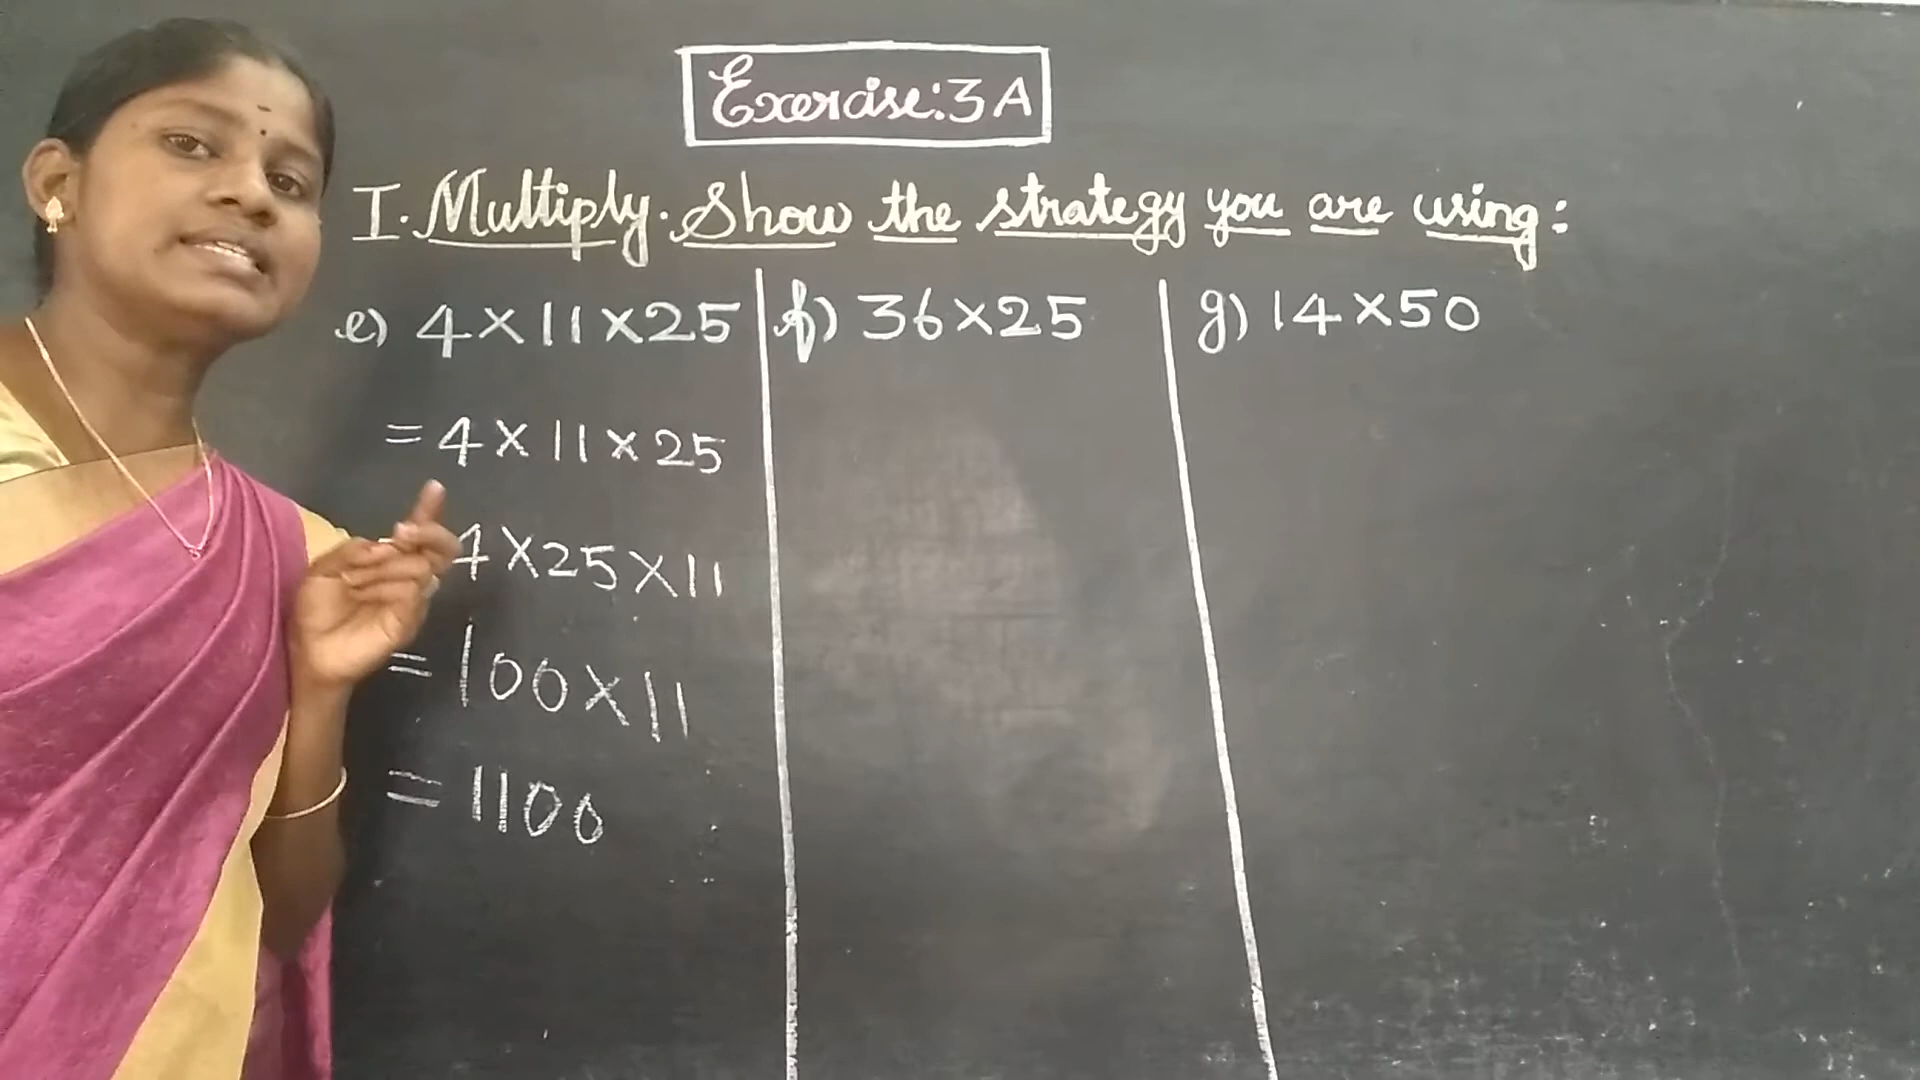 Exercise: 3A
I. Multiply. Show the strategy you are using:
e) 4×11×25
=4×11×25
4×25×11
=100×11
=1100
f) 36×25
g) 14×50